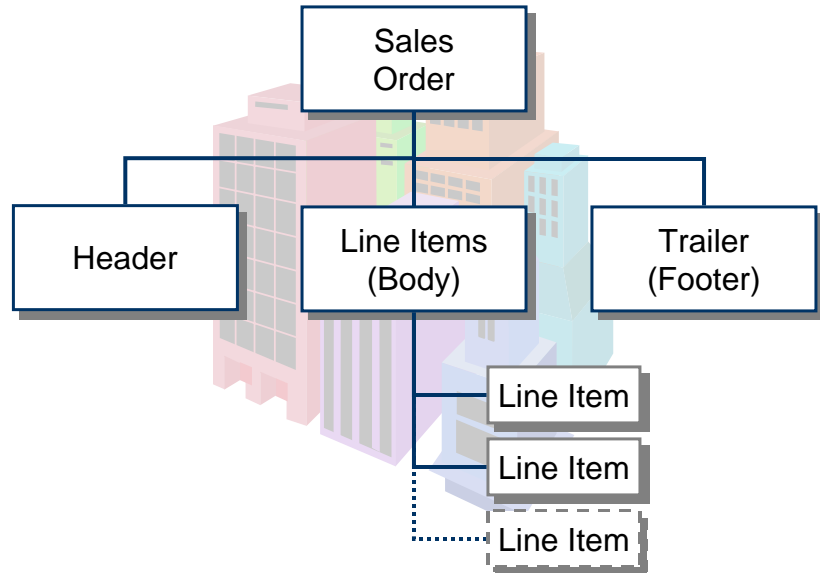 Sales
Order
Header
Line Items
(Body)
Trailer
(Footer)
Line Item
Line Item
Line Item